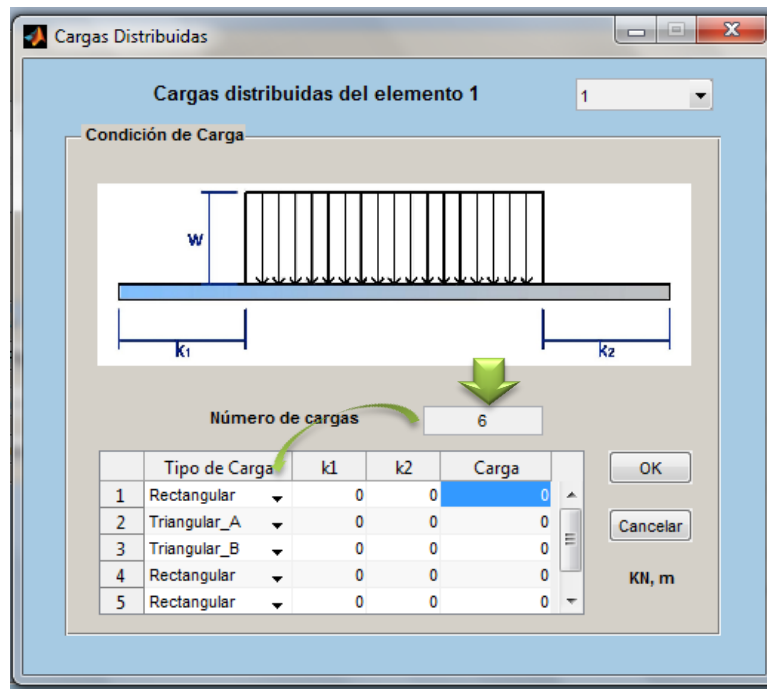 Cargas Distribuidas
Cargas distribuidas del elemento 1
1
Condición de Carga
w
k1
k2
Número de cargas
6
Tipo de Carga k1 k2 Carga
1 Rectangular 0 0 0
2 Triangular_A 0 0 0
3 Triangular_B 0 0 0
4 Rectangular 0 0 0
5 Rectangular 0 0 0
OK
Cancelar
KN, m